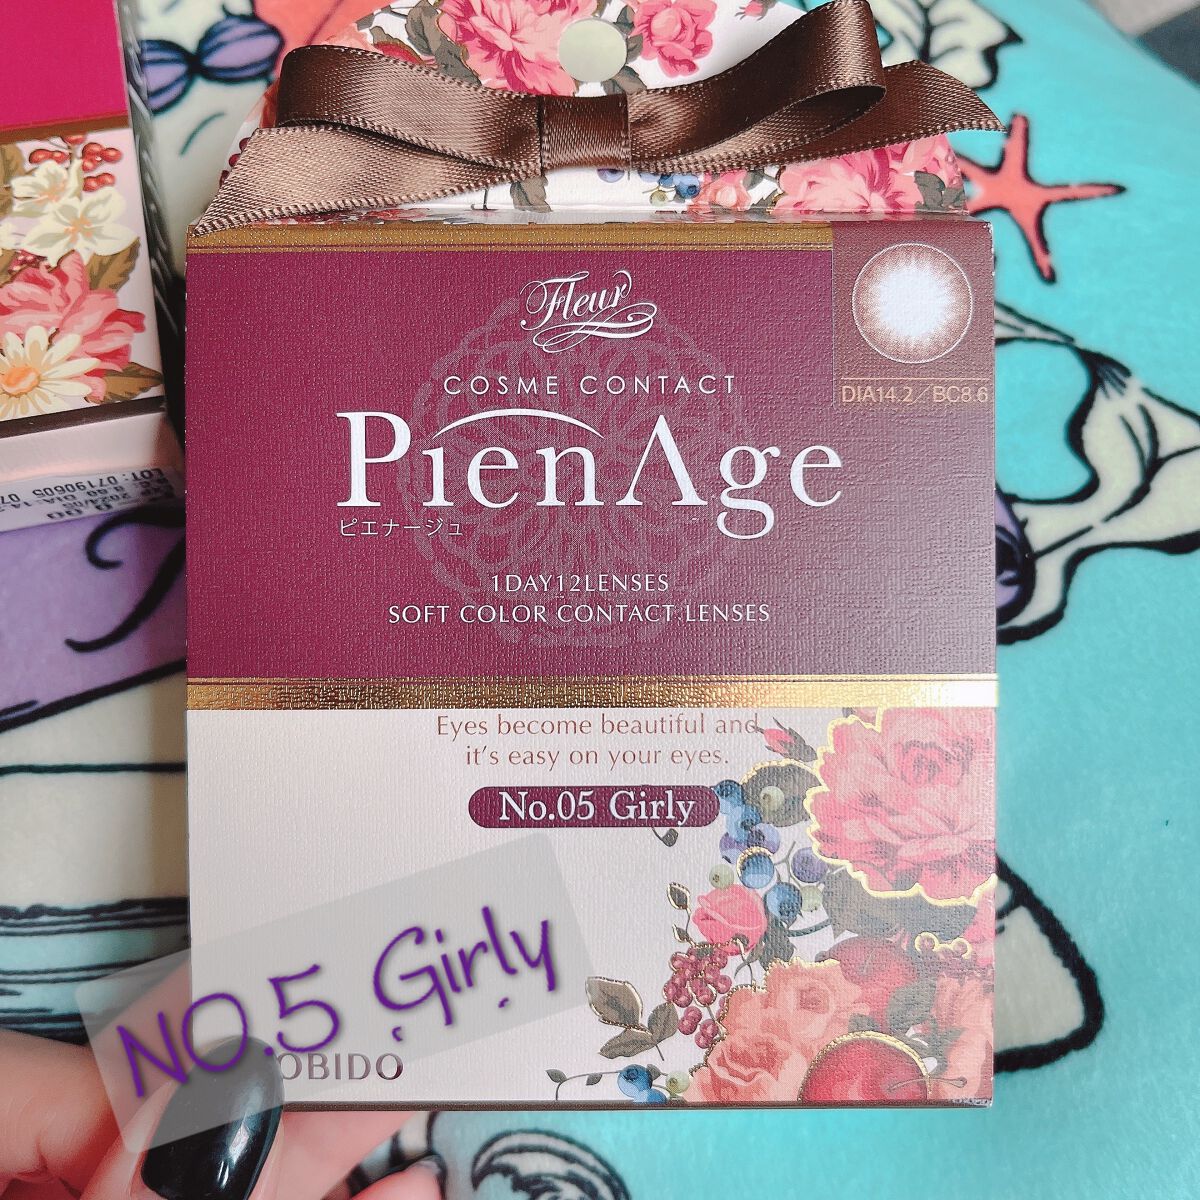 Fleur
COSME CONTACT
PienAge
ピエナージュ
1DAY12LENSES
SOFT COLOR CONTACT LENSES
DIA14.2／BC8.6
Eyes become beautiful and
it's easy on your eyes.
No.05 Girly
NO.5 Girly
OBIDO